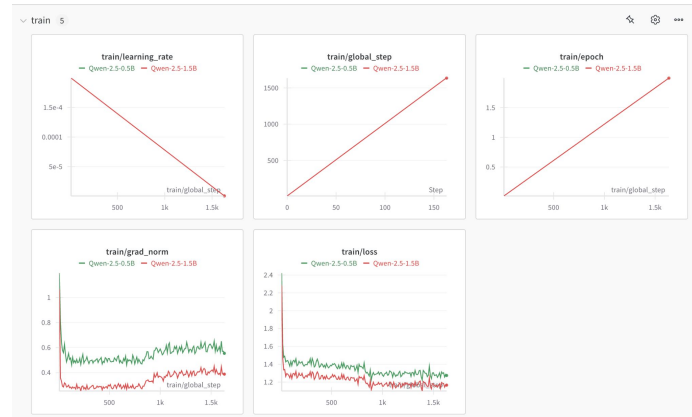 train 5
train/learning_rate
Qwen-2.5-0.5B Qwen-2.5-1.5B
1.5e-4
0.0001
5e-5
train/global_step
500 1k 1.5k
train/global_step
Qwen-2.5-0.5B Qwen-2.5-1.5B
1500
1000
500
Step
0 50 100 150
train/epoch
Qwen-2.5-0.5B Qwen-2.5-1.5B
1.5
1
0.5
train/global_step
500 1k 1.5k
train/grad_norm
Qwen-2.5-0.5B Qwen-2.5-1.5B
1
0.8
0.6
0.4
train/global_step
500 1k 1.5k
train/loss
Qwen-2.5-0.5B Qwen-2.5-1.5B
2.4
2.2
2
1.8
1.6
1.4
1.2
500 1k 1.5k